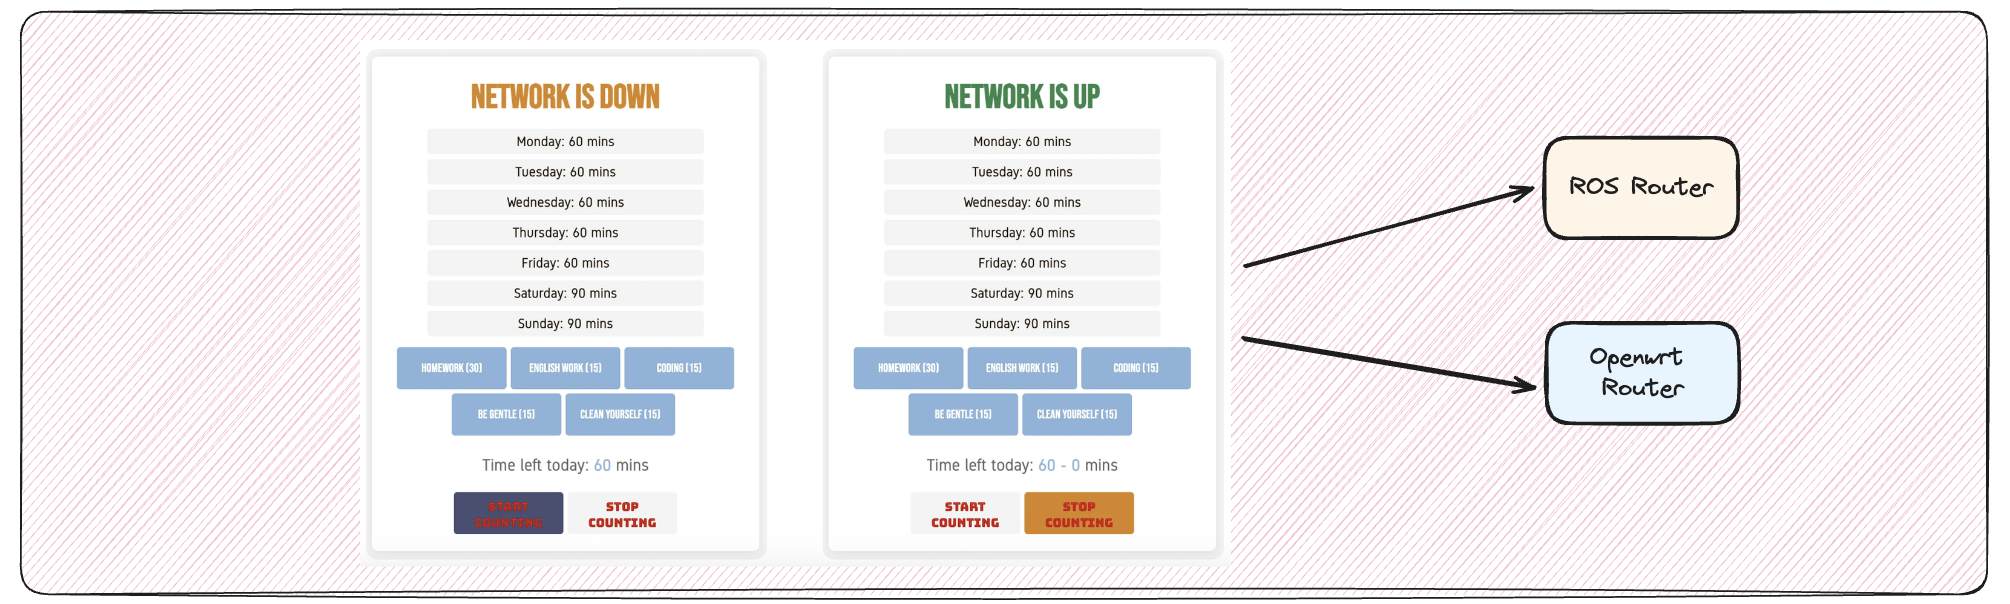 NETWORK IS DOWN
Monday: 60 mins
Tuesday: 60 mins
Wednesday: 60 mins
Thursday: 60 mins
Friday: 60 mins
Saturday: 90 mins
Sunday: 90 mins
HOMEWORK (30)
ENGLISH WORK (15)
CODING (15)
BE GENTLE (15)
CLEAN YOURSELF (15)
Time left today: 60 mins
START
COUNTING
STOP
COUNTING
NETWORK IS UP
Monday: 60 mins
Tuesday: 60 mins
Wednesday: 60 mins
Thursday: 60 mins
Friday: 60 mins
Saturday: 90 mins
Sunday: 90 mins
HOMEWORK (30)
ENGLISH WORK (15)
CODING (15)
BE GENTLE (15)
CLEAN YOURSELF (15)
Time left today: 60 - 0 mins
START
COUNTING
STOP
COUNTING
ROS Router
Openwrt
Router